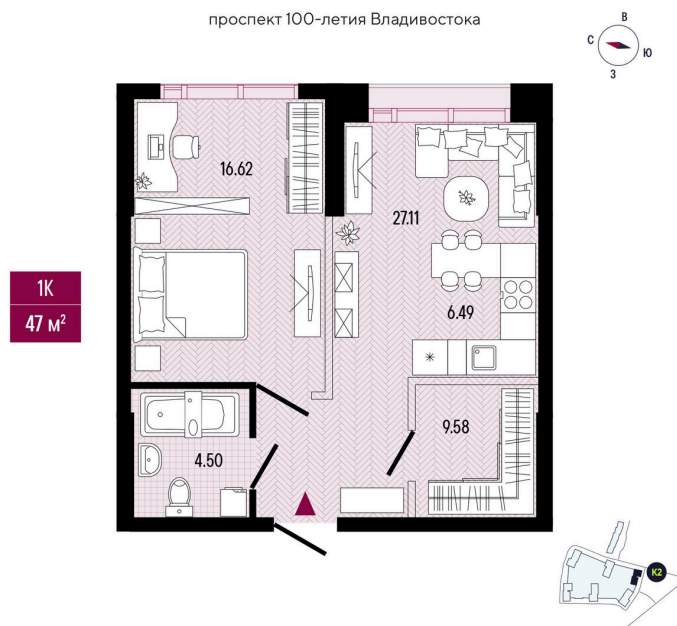 проспект 100-летия Владивостока
В
С
Ю
З
16.62
27.11
1К
47 м²
6.49
9.58
4.50
К2